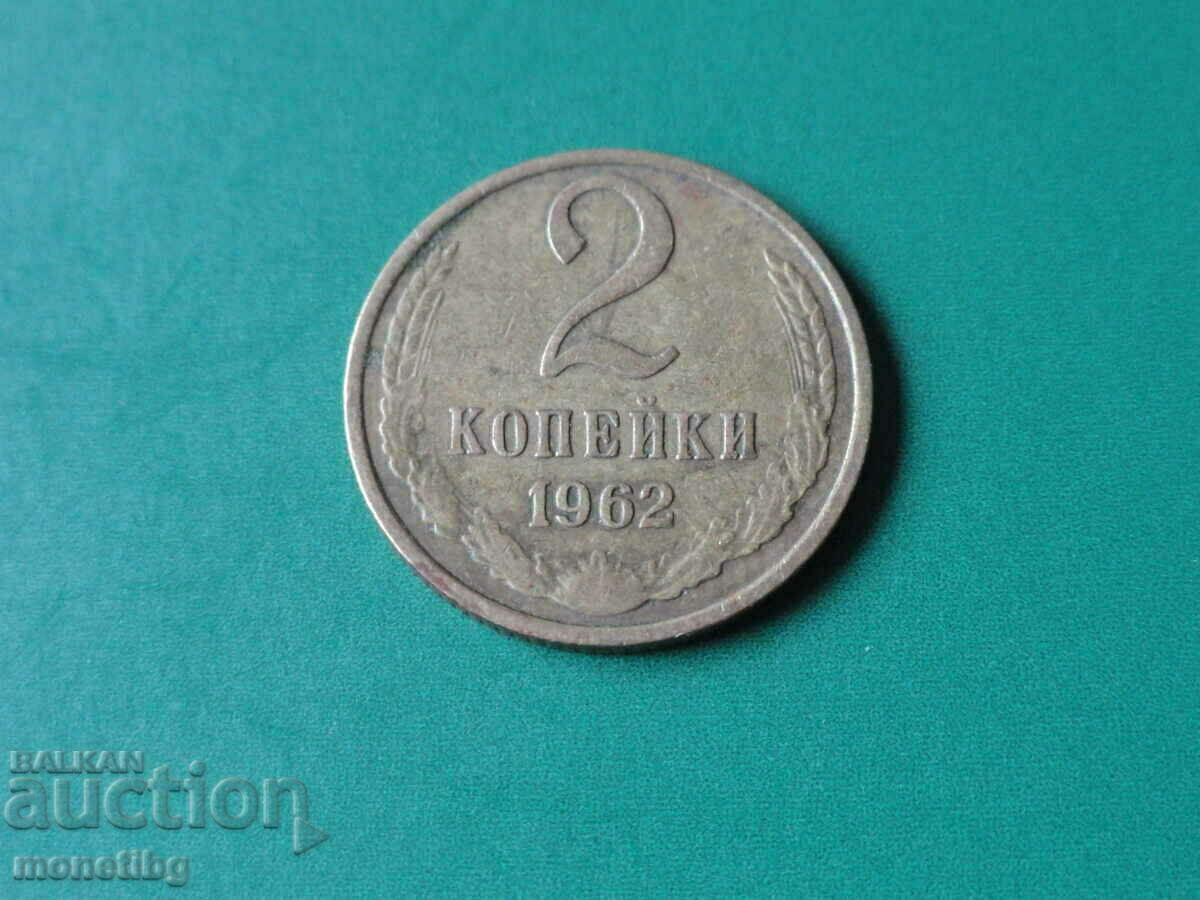 2
КОПЕЙКИ
1962
BALKAN
auction
monetibg